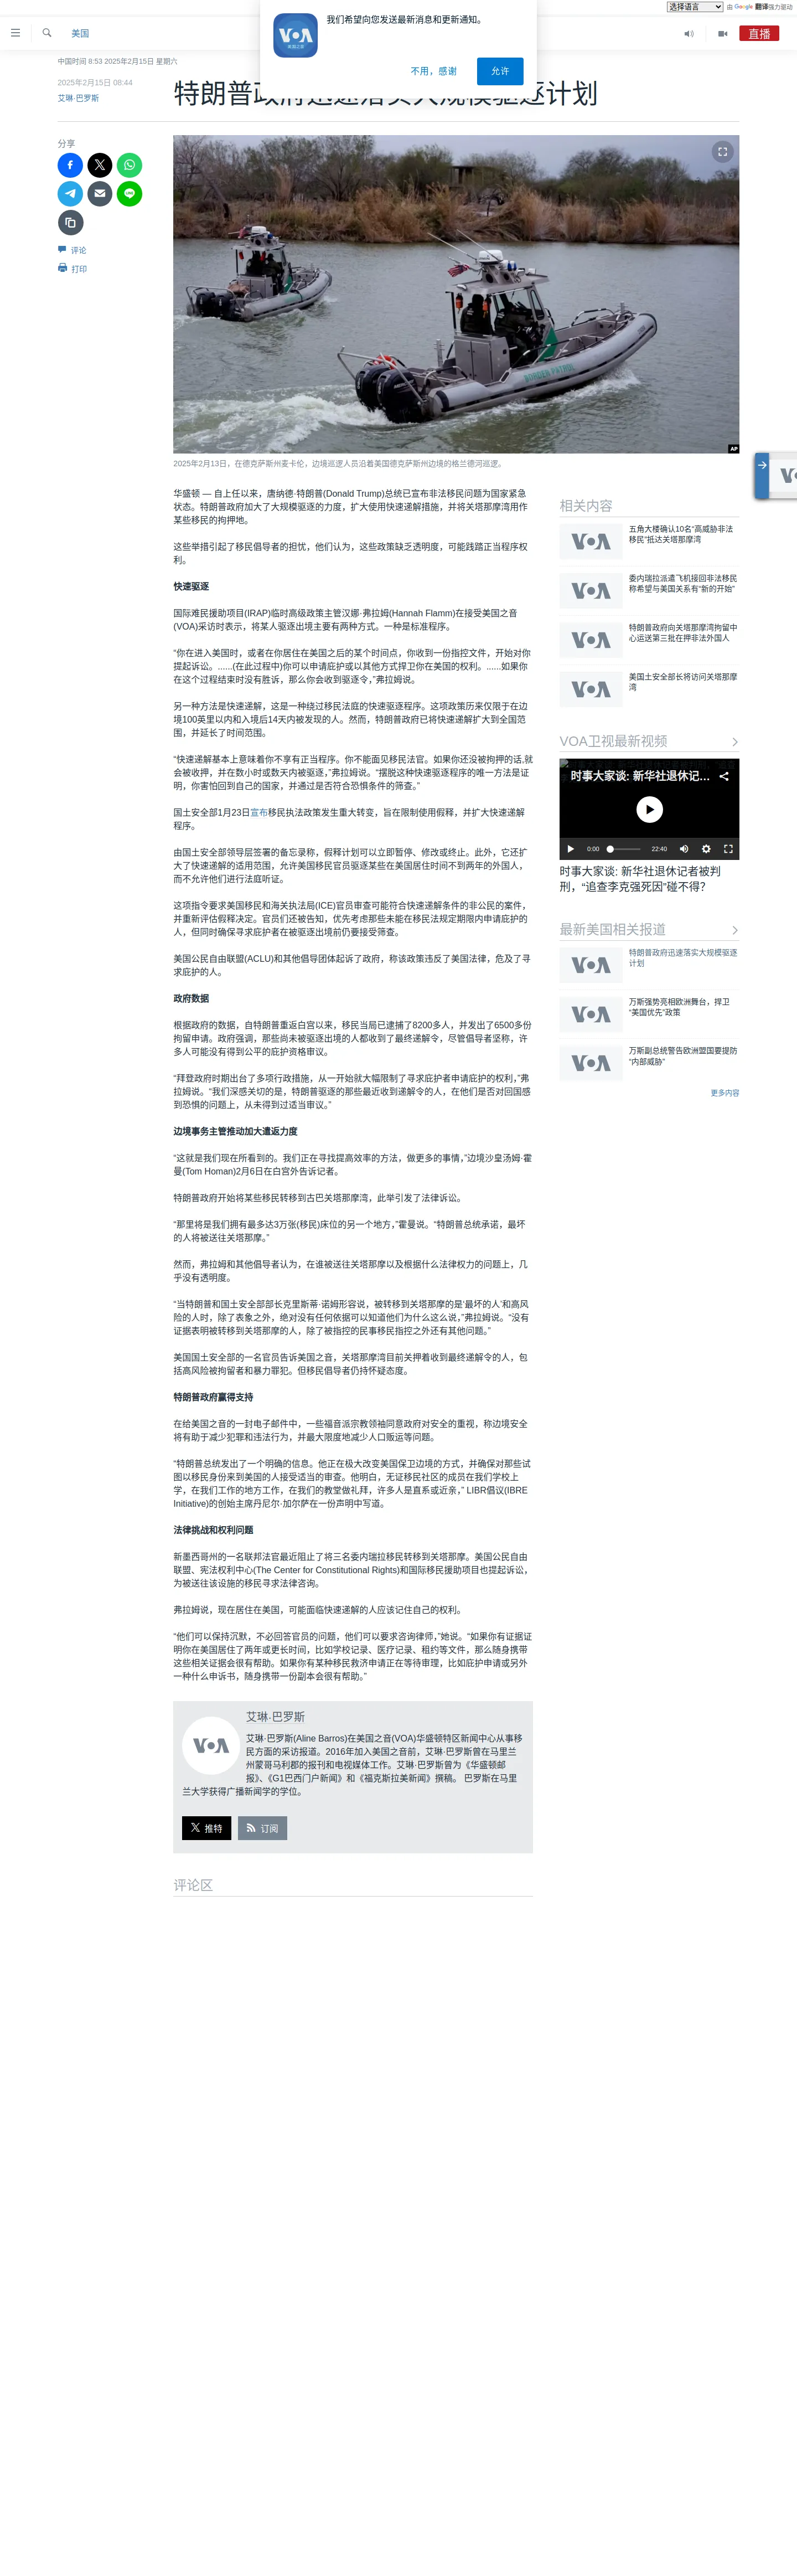 选择语言
由 Google 翻译强力驱动
美国
直播
我们希望向您发送最新消息和更新通知。
不用，感谢
允许
中国时间 8:53 2025年2月15日 星期六
2025年2月15日 08:44
艾琳·巴罗斯
特朗普政府迅速落实大规模驱逐计划
分享
评论
打印
BORDER PATROL
AP
2025年2月13日，在德克萨斯州麦卡伦，边境巡逻人员沿着美国德克萨斯州边境的格兰德河巡逻。
华盛顿 — 自上任以来，唐纳德·特朗普(Donald Trump)总统已宣布非法移民问题为国家紧急
状态。特朗普政府加大了大规模驱逐的力度，扩大使用快速递解措施，并将关塔那摩湾用作
某些移民的拘押地。
这些举措引起了移民倡导者的担忧，他们认为，这些政策缺乏透明度，可能践踏正当程序权
利。
快速驱逐
国际难民援助项目(IRAP)临时高级政策主管汉娜·弗拉姆(Hannah Flamm)在接受美国之音
(VOA)采访时表示，将某人驱逐出境主要有两种方式。一种是标准程序。
“你在进入美国时，或者在你居住在美国之后的某个时间点，你收到一份指控文件，开始对你
提起诉讼。......(在此过程中)你可以申请庇护或以其他方式捍卫你在美国的权利。......如果你
在这个过程结束时没有胜诉，那么你会收到驱逐令，”弗拉姆说。
另一种方法是快速递解，这是一种绕过移民法庭的快速驱逐程序。这项政策历来仅限于在边
境100英里以内和入境后14天内被发现的人。然而，特朗普政府已将快速递解扩大到全国范
围，并延长了时间范围。
“快速递解基本上意味着你不享有正当程序。你不能面见移民法官。如果你还没被拘押的话,就
会被收押，并在数小时或数天内被驱逐，”弗拉姆说。“摆脱这种快速驱逐程序的唯一方法是证
明，你害怕回到自己的国家，并通过是否符合恐惧条件的筛查。”
国土安全部1月23日宣布移民执法政策发生重大转变，旨在限制使用假释，并扩大快速递解
程序。
由国土安全部领导层签署的备忘录称，假释计划可以立即暂停、修改或终止。此外，它还扩
大了快速递解的适用范围，允许美国移民官员驱逐某些在美国居住时间不到两年的外国人，
而不允许他们进行法庭听证。
这项指令要求美国移民和海关执法局(ICE)官员审查可能符合快速递解条件的非公民的案件，
并重新评估假释决定。官员们还被告知，优先考虑那些未能在移民法规定期限内申请庇护的
人，但同时确保寻求庇护者在被驱逐出境前仍要接受筛查。
美国公民自由联盟(ACLU)和其他倡导团体起诉了政府，称该政策违反了美国法律，危及了寻
求庇护的人。
政府数据
根据政府的数据，自特朗普重返白宫以来，移民当局已逮捕了8200多人，并发出了6500多份
拘留申请。政府强调，那些尚未被驱逐出境的人都收到了最终递解令，尽管倡导者坚称，许
多人可能没有得到公平的庇护资格审议。
“拜登政府时期出台了多项行政措施，从一开始就大幅限制了寻求庇护者申请庇护的权利，”弗
拉姆说。“我们深感关切的是，特朗普驱逐的那些最近收到递解令的人，在他们是否对回国感
到恐惧的问题上，从未得到过适当审议。”
边境事务主管推动加大遣返力度
“这就是我们现在所看到的。我们正在寻找提高效率的方法，做更多的事情，”边境沙皇汤姆·霍
曼(Tom Homan)2月6日在白宫外告诉记者。
特朗普政府开始将某些移民转移到古巴关塔那摩湾，此举引发了法律诉讼。
“那里将是我们拥有最多达3万张(移民)床位的另一个地方，”霍曼说。“特朗普总统承诺，最坏
的人将被送往关塔那摩。”
然而，弗拉姆和其他倡导者认为，在谁被送往关塔那摩以及根据什么法律权力的问题上，几
乎没有透明度。
“当特朗普和国土安全部部长克里斯蒂·诺姆形容说，被转移到关塔那摩的是‘最坏的人’和高风
险的人时，除了表象之外，绝对没有任何依据可以知道他们为什么这么说，”弗拉姆说。“没有
证据表明被转移到关塔那摩的人，除了被指控的民事移民指控之外还有其他问题。”
美国国土安全部的一名官员告诉美国之音，关塔那摩湾目前关押着收到最终递解令的人，包
括高风险被拘留者和暴力罪犯。但移民倡导者仍持怀疑态度。
特朗普政府赢得支持
在给美国之音的一封电子邮件中，一些福音派宗教领袖同意政府对安全的重视，称边境安全
将有助于减少犯罪和违法行为，并最大限度地减少人口贩运等问题。
“特朗普总统发出了一个明确的信息。他正在极大改变美国保卫边境的方式，并确保对那些试
图以移民身份来到美国的人接受适当的审查。他明白，无证移民社区的成员在我们学校上
学，在我们工作的地方工作，在我们的教堂做礼拜，许多人是直系或近亲，” LIBR倡议(IBRE
Initiative)的创始主席丹尼尔·加尔萨在一份声明中写道。
法律挑战和权利问题
新墨西哥州的一名联邦法官最近阻止了将三名委内瑞拉移民转移到关塔那摩。美国公民自由
联盟、宪法权利中心(The Center for Constitutional Rights)和国际移民援助项目也提起诉讼，
为被送往该设施的移民寻求法律咨询。
弗拉姆说，现在居住在美国，可能面临快速递解的人应该记住自己的权利。
“他们可以保持沉默，不必回答官员的问题，他们可以要求咨询律师，”她说。“如果你有证据证
明你在美国居住了两年或更长时间，比如学校记录、医疗记录、租约等文件，那么随身携带
这些相关证据会很有帮助。如果你有某种移民救济申请正在等待审理，比如庇护申请或另外
一种什么申诉书，随身携带一份副本会很有帮助。”
VOA
艾琳·巴罗斯
艾琳·巴罗斯(Aline Barros)在美国之音(VOA)华盛顿特区新闻中心从事移
民方面的采访报道。2016年加入美国之音前，艾琳·巴罗斯曾在马里兰
州蒙哥马利郡的报刊和电视媒体工作。艾琳·巴罗斯曾为《华盛顿邮
报》、《G1巴西门户新闻》和《福克斯拉美新闻》撰稿。 巴罗斯在马里
兰大学获得广播新闻学的学位。
推特
订阅
评论区
相关内容
五角大楼确认10名“高威胁非法
移民”抵达关塔那摩湾
委内瑞拉派遣飞机接回非法移民
称希望与美国关系有“新的开始”
特朗普政府向关塔那摩湾拘留中
心运送第三批在押非法外国人
美国土安全部长将访问关塔那摩
湾
VOA卫视最新视频
时事大家谈: 新华社退休记…
0:00
22:40
时事大家谈: 新华社退休记者被判
刑，“追查李克强死因”碰不得?
最新美国相关报道
特朗普政府迅速落实大规模驱逐
计划
万斯强势亮相欧洲舞台，捍卫
“美国优先”政策
万斯副总统警告欧洲盟国要提防
“内部威胁”
更多内容